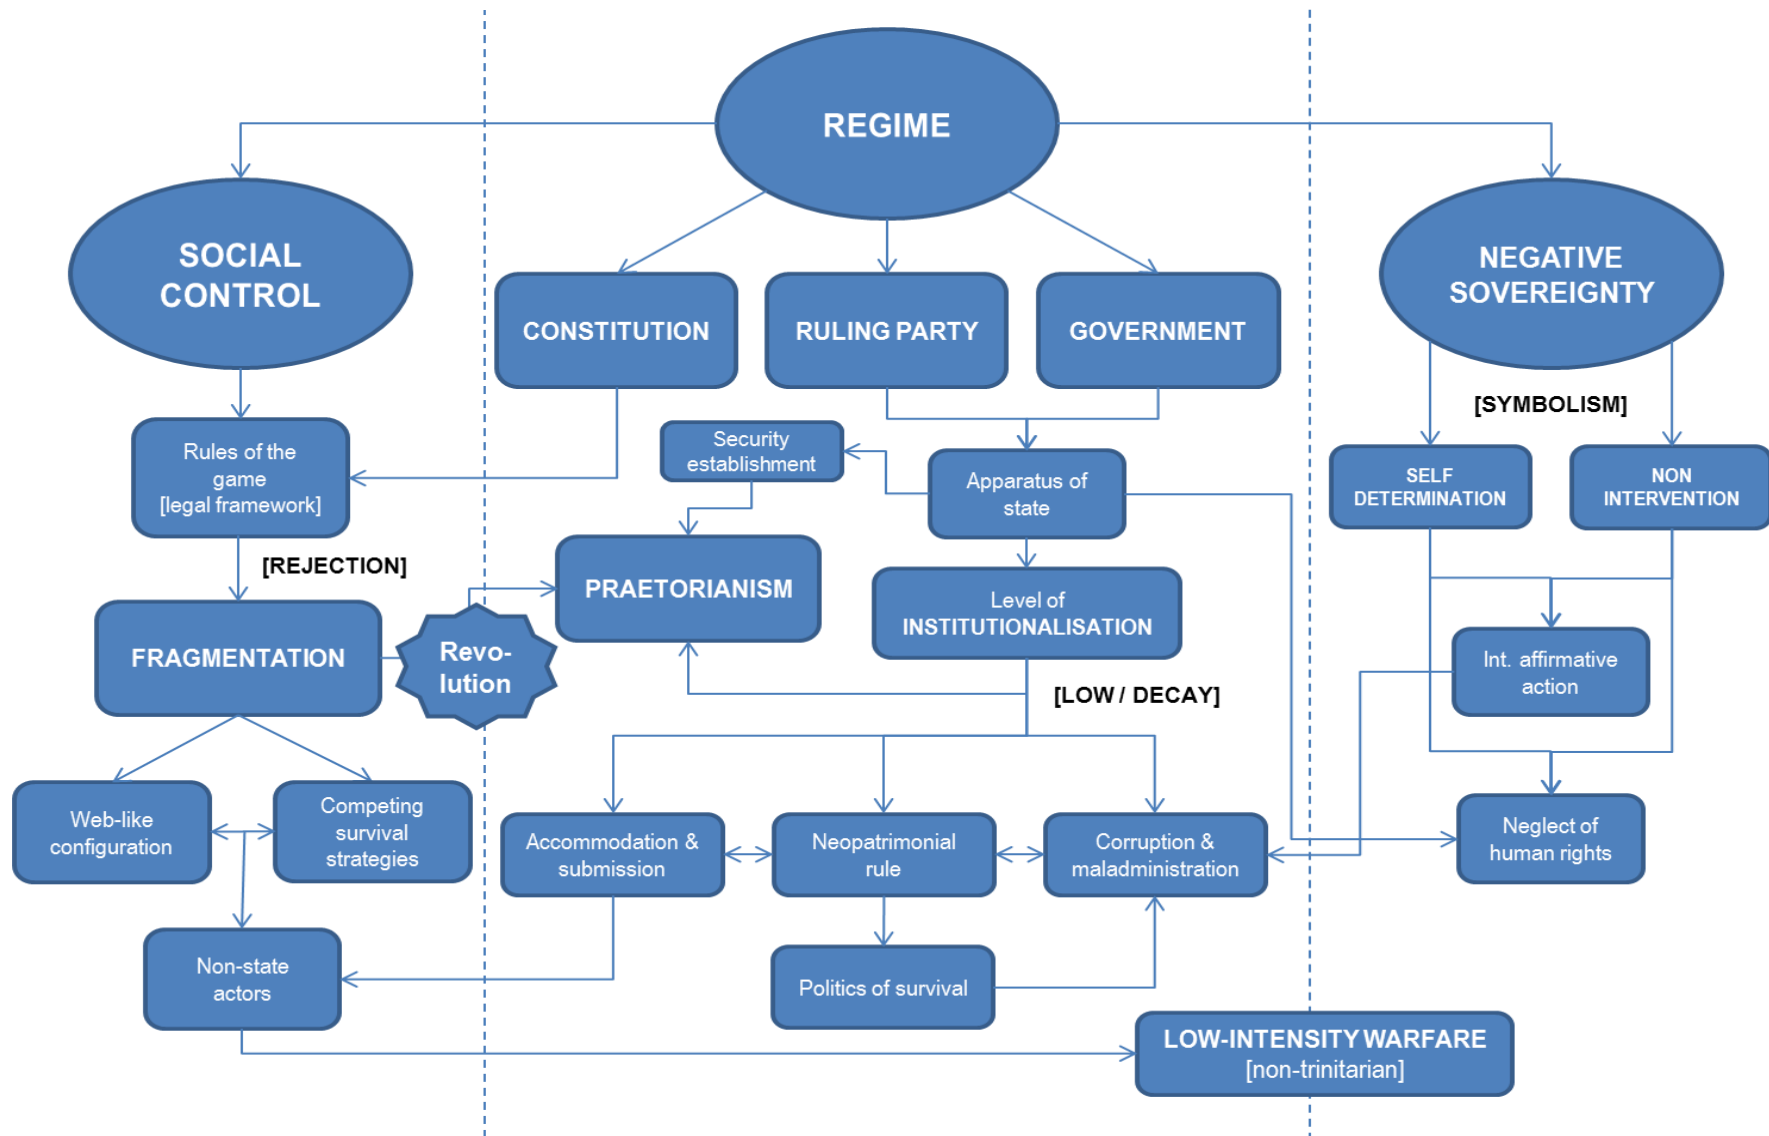 REGIME
SOCIAL
CONTROL
NEGATIVE
SOVEREIGNTY
CONSTITUTION
RULING PARTY
GOVERNMENT
[SYMBOLISM]
Rules of the
game
[legal framework]
Security
establishment
Apparatus of
state
SELF
DETERMINATION
NON
INTERVENTION
[REJECTION]
PRAETORIANISM
Level of
INSTITUTIONALISATION
FRAGMENTATION
Revo-
lution
Int. affirmative
action
[LOW / DECAY]
Web-like
configuration
Competing
survival
strategies
Accommodation &
submission
Neopatrimonial
rule
Corruption &
maladministration
Neglect of
human rights
Non-state
actors
Politics of survival
LOW-INTENSITY WARFARE
[non-trinitarian]